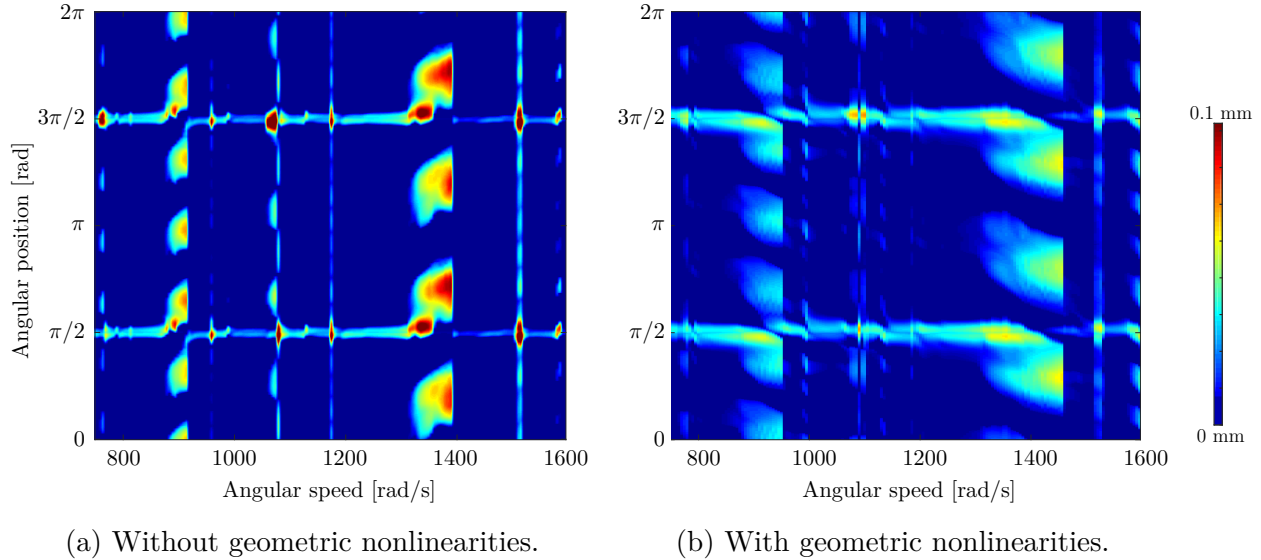 2π
3π/2
π
π/2
0
Angular position [rad]
800 1000 1200 1400 1600
Angular speed [rad/s]
(a) Without geometric nonlinearities.
2π
3π/2
π
π/2
0
800 1000 1200 1400 1600
Angular speed [rad/s]
(b) With geometric nonlinearities.
0.1 mm
0 mm